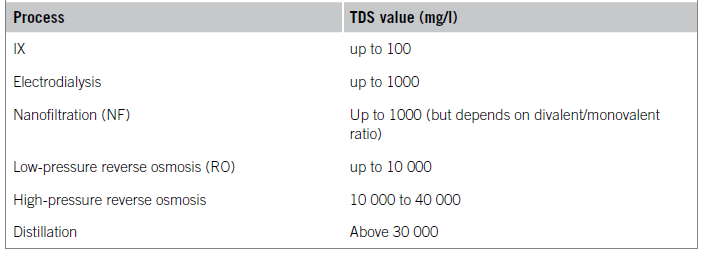 Process TDS value (mg/l)
IX up to 100
Electrodialysis up to 1000
Nanofiltration (NF) Up to 1000 (but depends on divalent/monovalent
ratio)
Low-pressure reverse osmosis (RO) up to 10 000
High-pressure reverse osmosis 10 000 to 40 000
Distillation Above 30 000